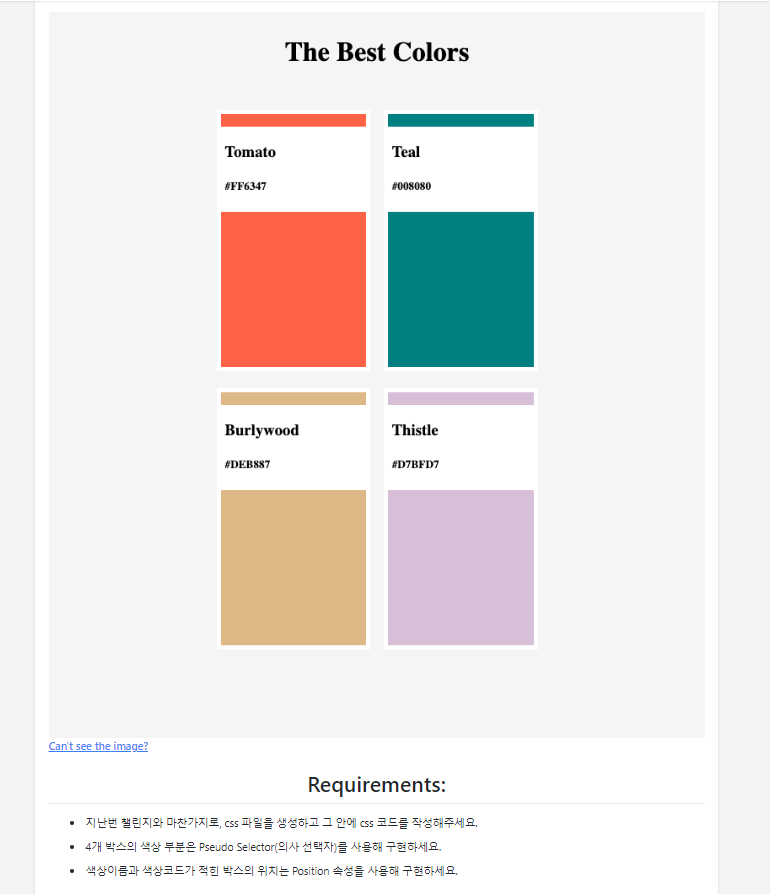 The Best Colors
Tomato
#FF6347
Teal
#008080
Burlywood
#DEB887
Thistle
#D7BFD7
Can't see the image?
Requirements:
지난번 챌린지와 마찬가지로, css 파일을 생성하고 그 안에 css 코드를 작성해주세요.
4개 박스의 색상 부분은 Pseudo Selector(의사 선택자)를 사용해 구현하세요.
색상이름과 색상코드가 적힌 박스의 위치는 Position 속성을 사용해 구현하세요.